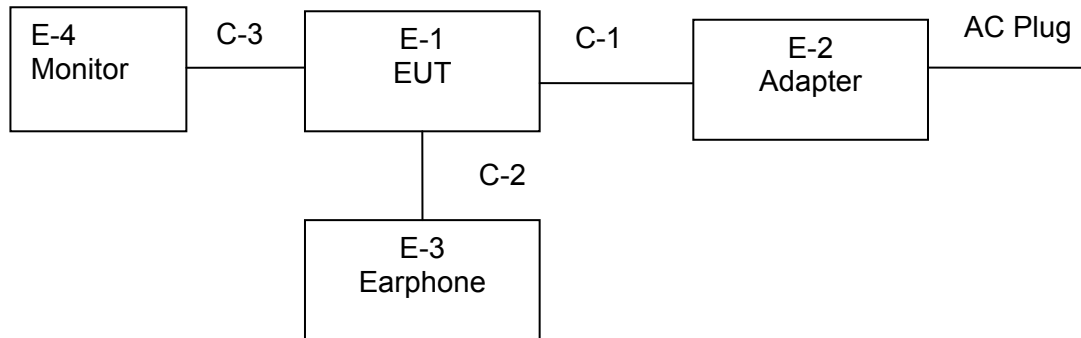 E-4
Monitor
C-3
E-1
EUT
C-1
E-2
Adapter
AC Plug
C-2
E-3
Earphone